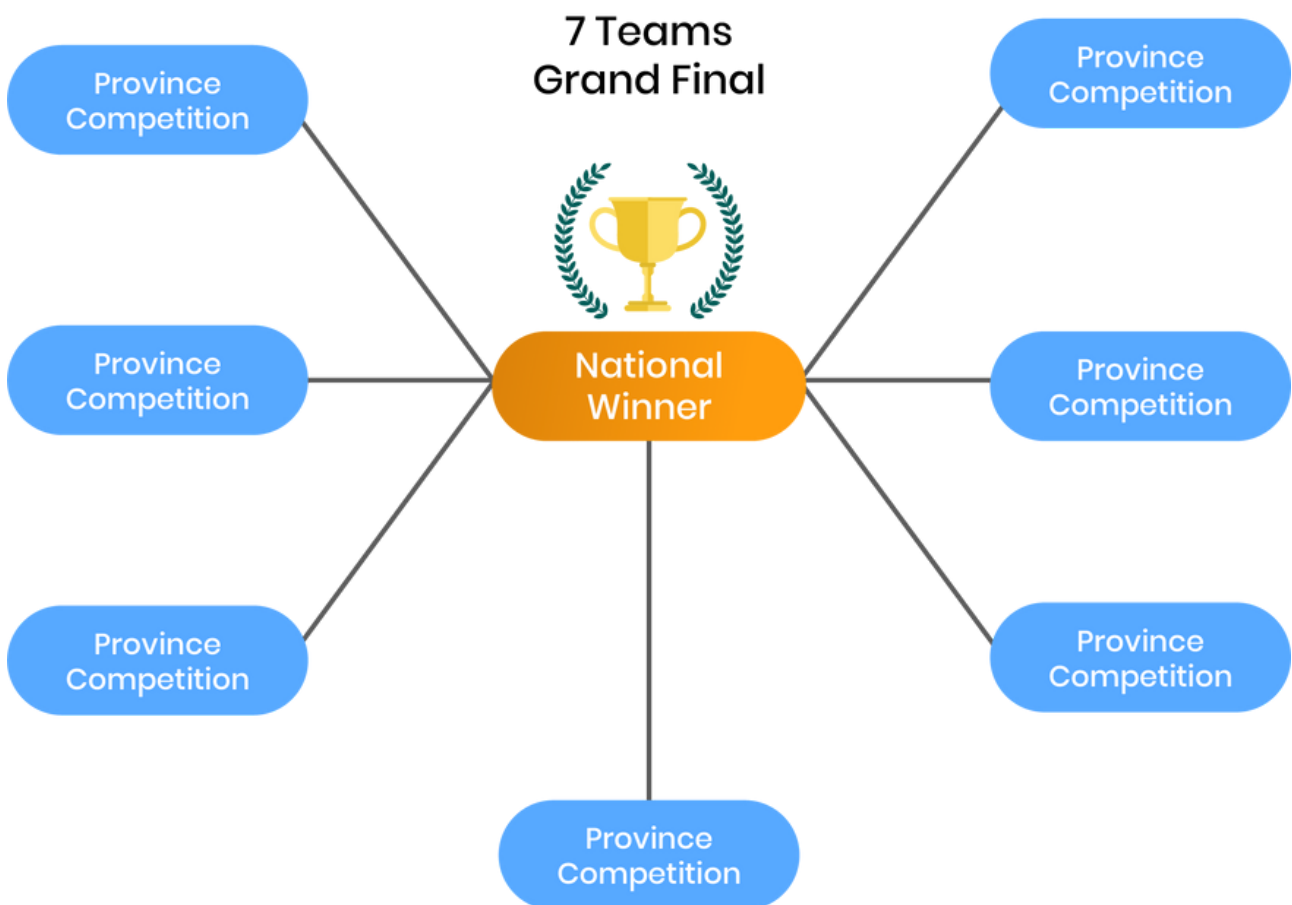 7 Teams
Grand Final
Province
Competition
Province
Competition
Province
Competition
National
Winner
Province
Competition
Province
Competition
Province
Competition
Province
Competition